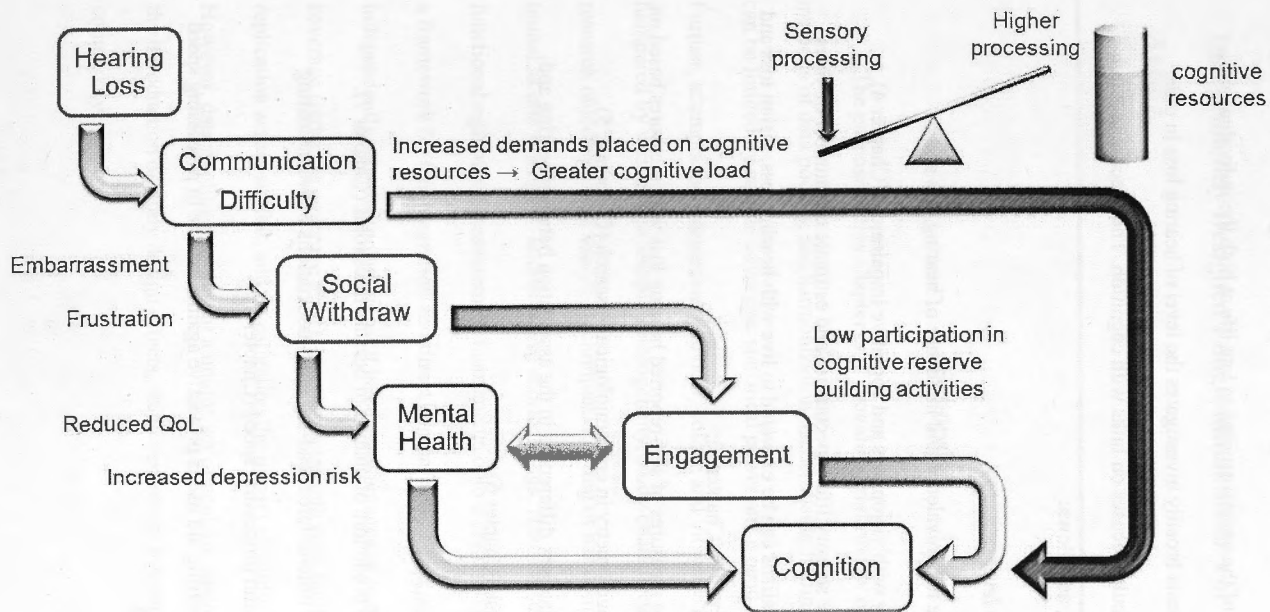 Hearing
Loss
Sensory
processing
Higher
processing
cognitive
resources
Communication
Difficulty
Increased demands placed on cognitive
resources → Greater cognitive load
Embarrassment
Frustration
Social
Withdraw
Low participation in
cognitive reserve
building activities
Reduced QoL
Increased depression risk
Mental
Health
Engagement
Cognition